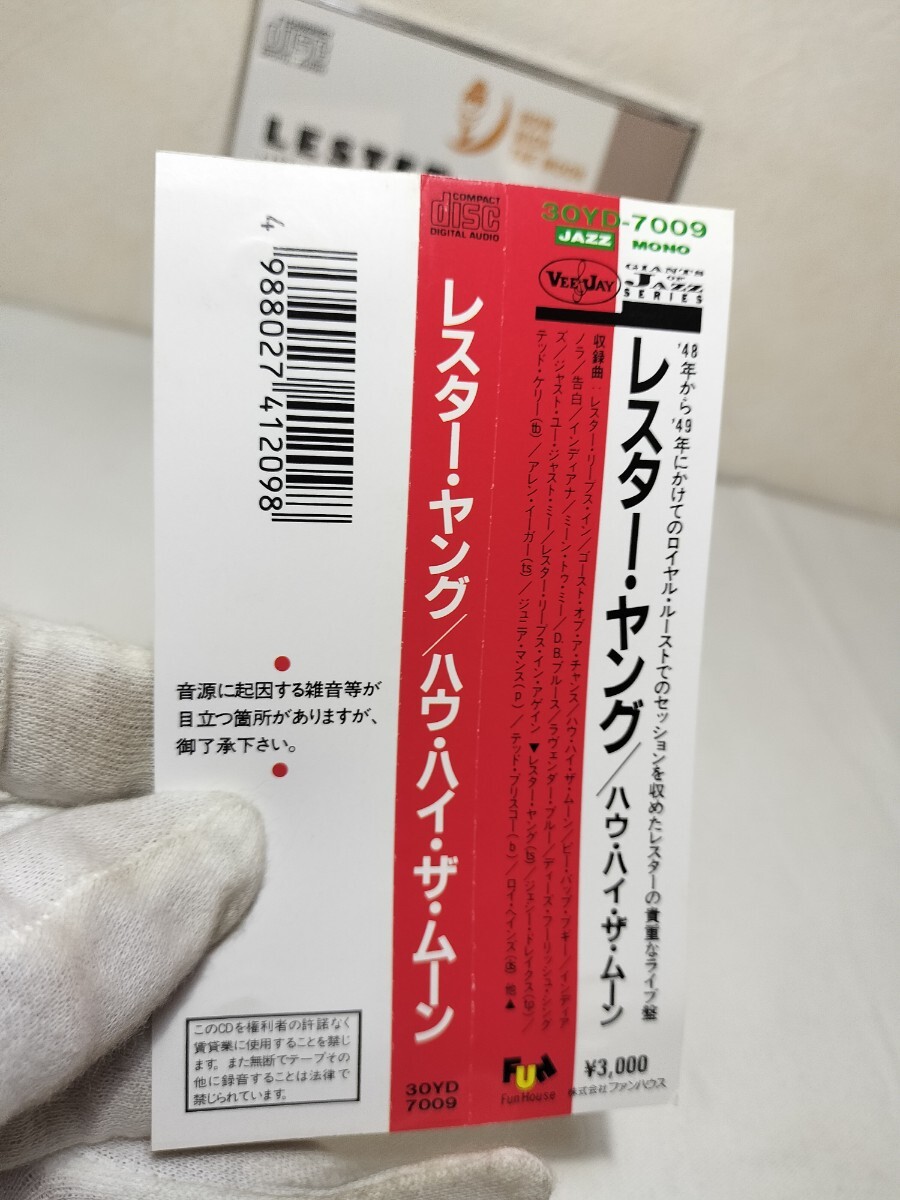 LESTER
4 988027 412098
音源に起因する雑音等が
目立つ箇所がありますが、
御了承下さい。
このCDを権利者の許諾なく
賃貸業に使用することを禁じ
ます。また無断でテープその
他に録音することは法律で
禁じられています。
COMPACT
disc
DIGITAL AUDIO
レスター・ヤング/ハウ・ハイ・ザ・ムーン
30YD
7009
30YD-7009
JAZZ
MONO
VEE JAY
GIANTS
OF
JAZZ
SERIES
'48年から'49年にかけてのロイヤル・ルーストでのセッションを収めたレスターの貴重なライブ盤
レスター・ヤング/ハウ・ハイ・ザ・ムーン
収録曲:レスター・リープス・イン/ゴースト・オブ・ア・チャンス/ハウ・ハイ・ザ・ムーン/ビー・バップ・ブギー/インディア
ノラ/告白/インディアナ/ミーン・トゥ・ミー/D.B.ブルース/ラヴェンダー・ブルー/ディーズ・フーリッシュ・シング
ズ/ジャスト・ユー・ジャスト・ミー/レスター・リープス・イン・アゲイン ▼レスター・ヤング(ts)/ジェシー・ドレイクス(tp)/
テッド・ケリー(tb)/アレン・イーガー(ts)/ジュニア・マンス(p)/テッド・ブリスコー(b)/ロイ・ヘインズ(ds)他▲
FUN
Fun House
¥3,000
株式会社ファンハウス